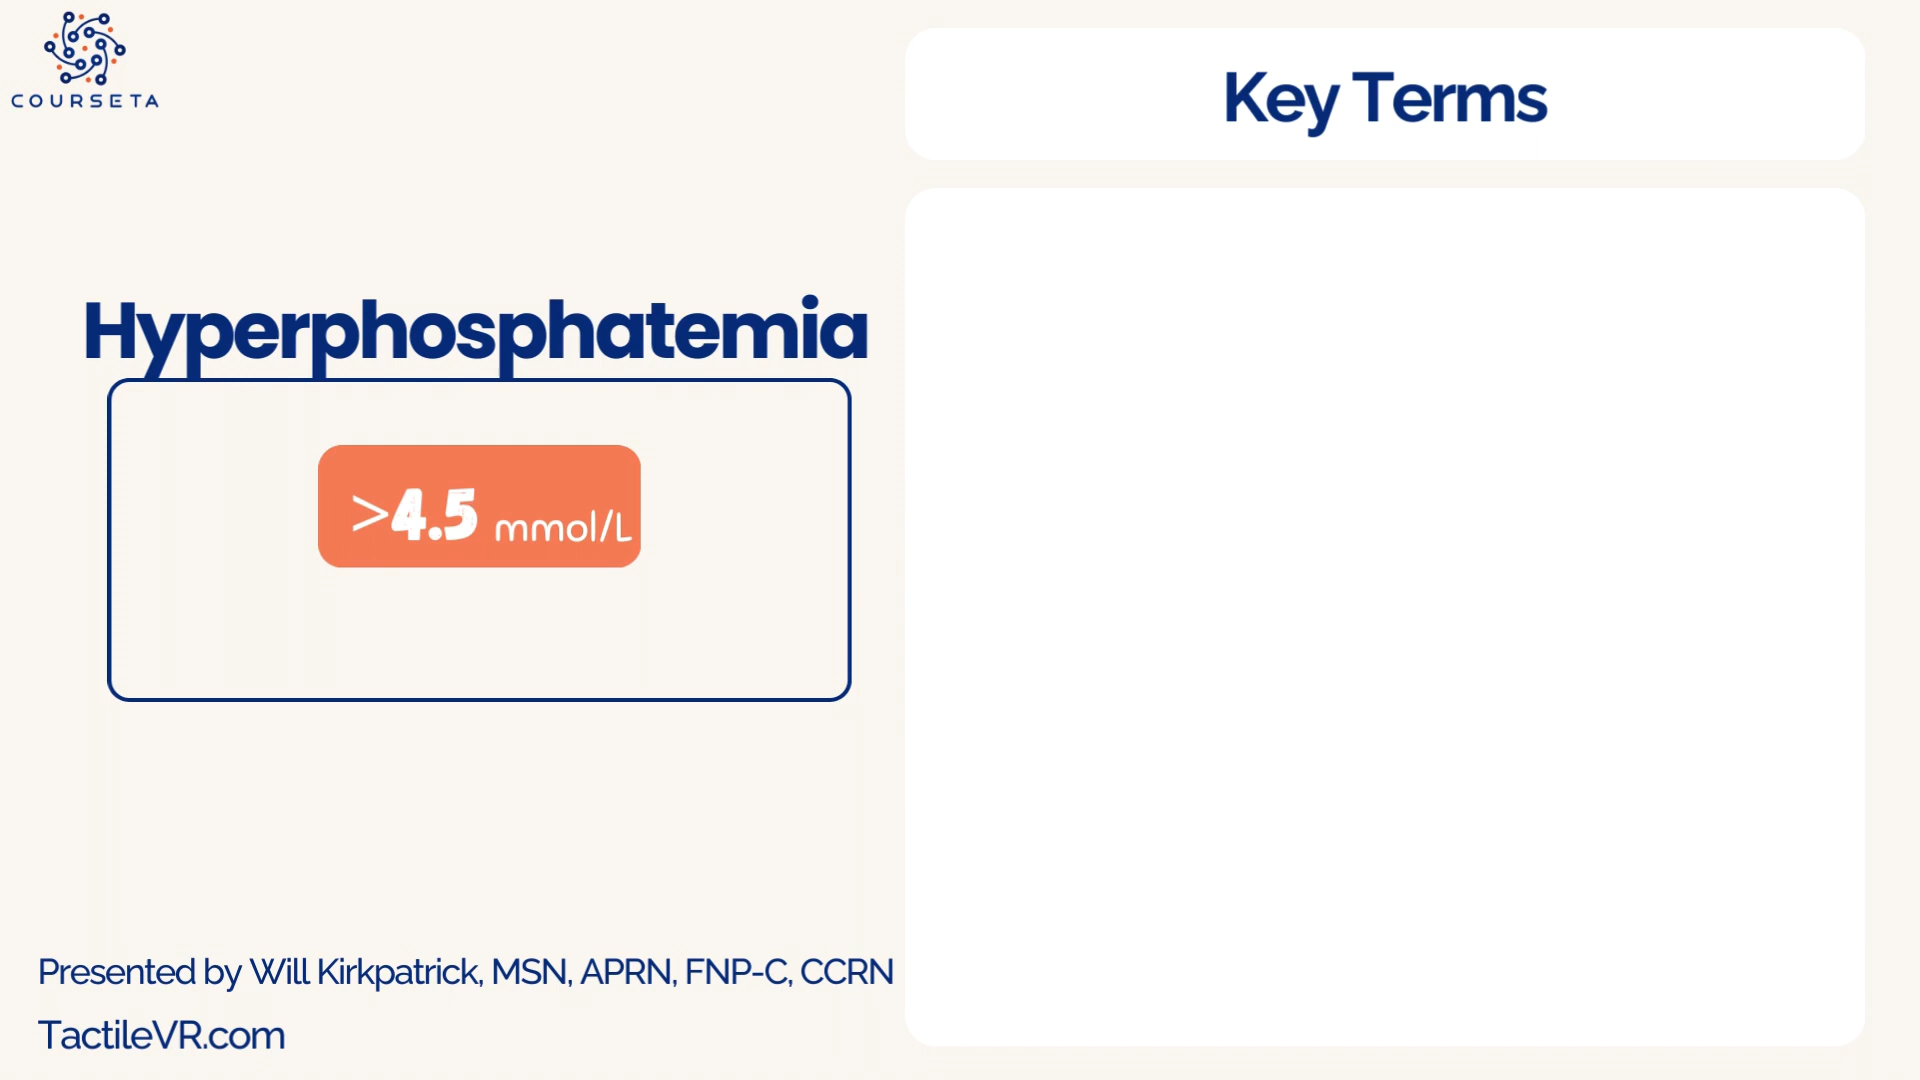 COURSETA
Key Terms
Hyperphosphatemia
>4.5 mmol/L
Presented by Will Kirkpatrick, MSN, APRN, FNP-C, CCRN
TactileVR.com